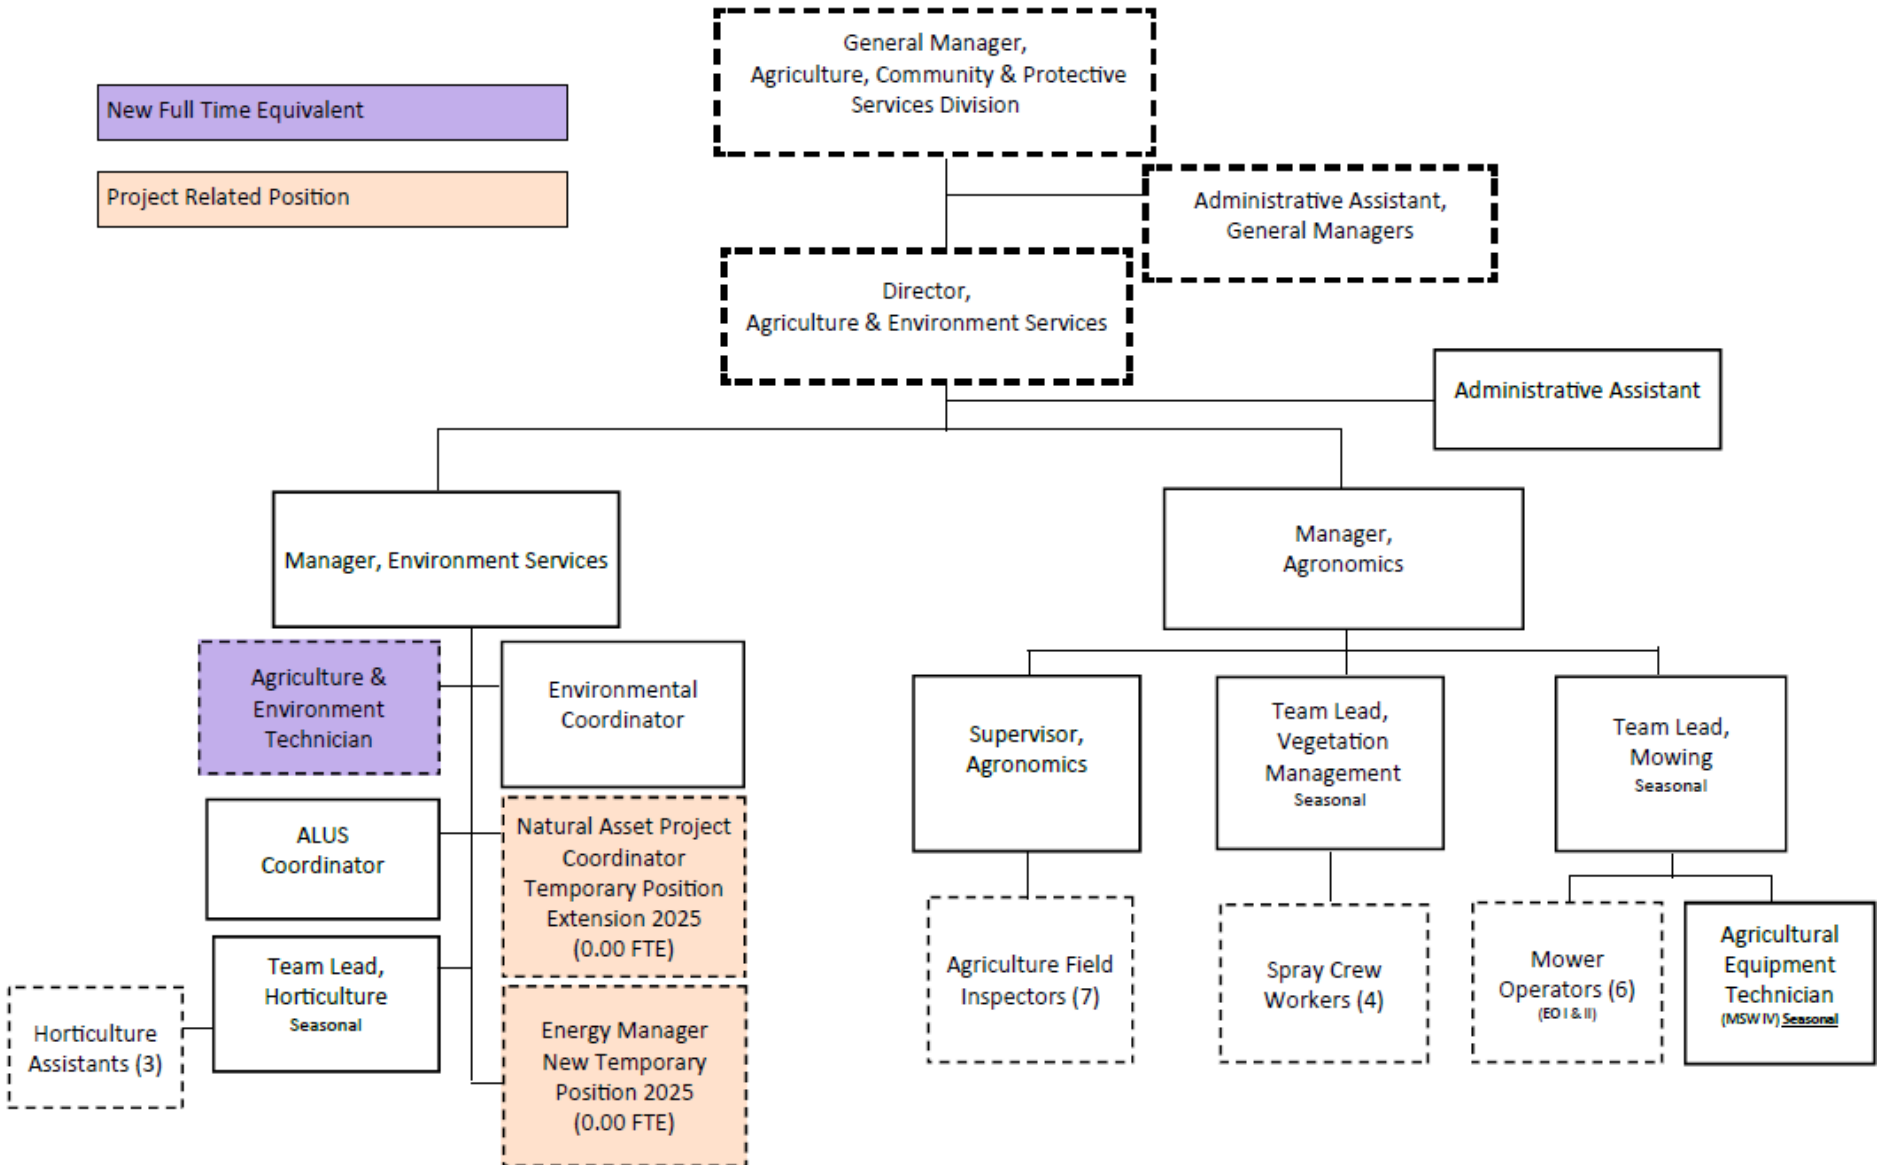 General Manager,
Agriculture, Community & Protective
Services Division
New Full Time Equivalent
Project Related Position
Administrative Assistant,
General Managers
Director,
Agriculture & Environment Services
Administrative Assistant
Manager, Environment Services
Manager,
Agronomics
Agriculture &
Environment
Technician
Environmental
Coordinator
ALUS
Coordinator
Natural Asset Project
Coordinator
Temporary Position
Extension 2025
(0.00 FTE)
Team Lead,
Horticulture
Seasonal
Horticulture
Assistants (3)
Energy Manager
New Temporary
Position 2025
(0.00 FTE)
Supervisor,
Agronomics
Team Lead,
Vegetation
Management
Seasonal
Team Lead,
Mowing
Seasonal
Agriculture Field
Inspectors (7)
Spray Crew
Workers (4)
Mower
Operators (6)
(EO I & II)
Agricultural
Equipment
Technician
(MSW IV) Seasonal